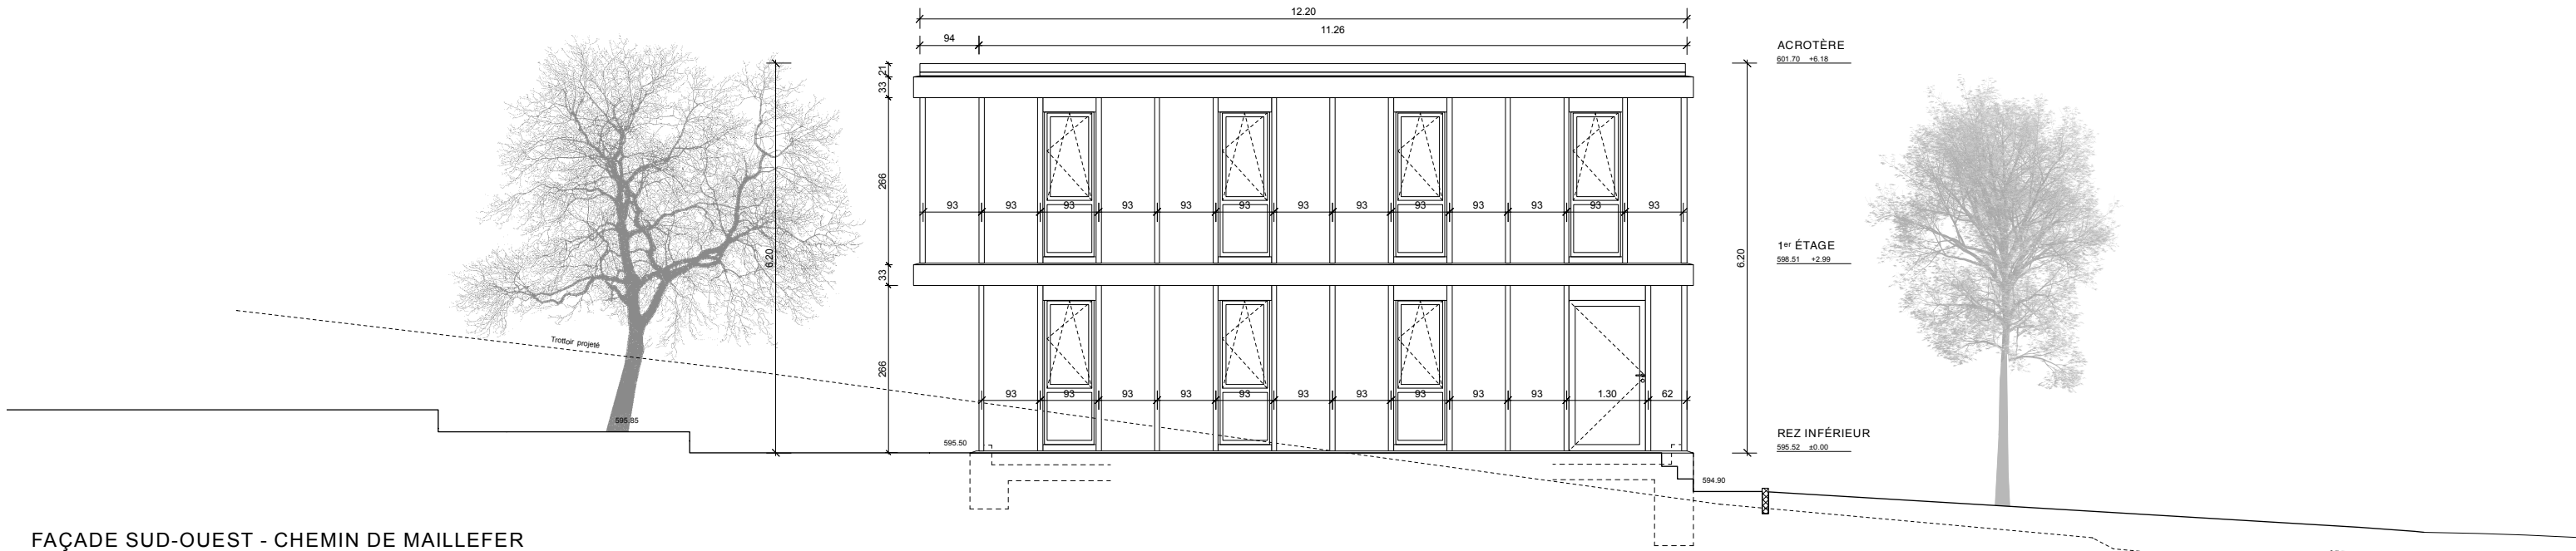 12.20
94
11.26
21
33
266
33
266
6.20
6.20
ACROTÈRE
601.70 +6.18
93 93 93 93 93 93 93 93 93 93 93 93 93
1er ÉTAGE
598.51 +2.99
Trottoir projeté
93 93 93 93 93 93 93 93 93 93 1.30 62
595.85
595.50
REZ INFÉRIEUR
595.52 ±0.00
594.90
FAÇADE SUD-OUEST - CHEMIN DE MAILLEFER